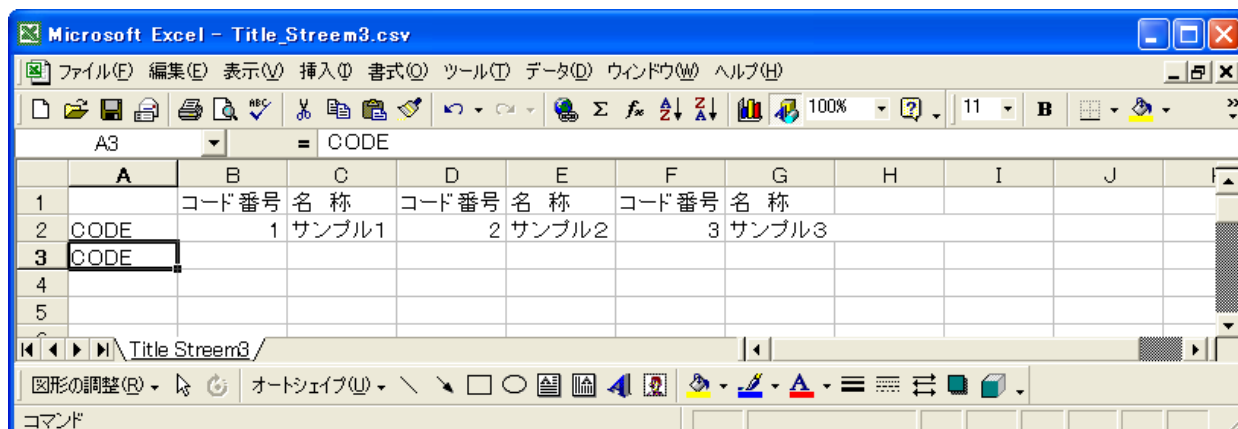 Microsoft Excel - Title_Streem3.csv
ファイル(F) 編集(E) 表示(V) 挿入(I) 書式(O) ツール(T) データ(D) ウィンドウ(W) ヘルプ(H)
ABC Σ fx A Z Z A 100% 11 B
A3 = CODE
A B C D E F G H I J
1 コード番号 名 称 コード番号 名 称 コード番号 名 称
2 CODE 1 サンプル1 2 サンプル2 3 サンプル3
3 CODE
4
5
Title Streem3
図形の調整(R) オートシェイプ(U) A A
コマンド